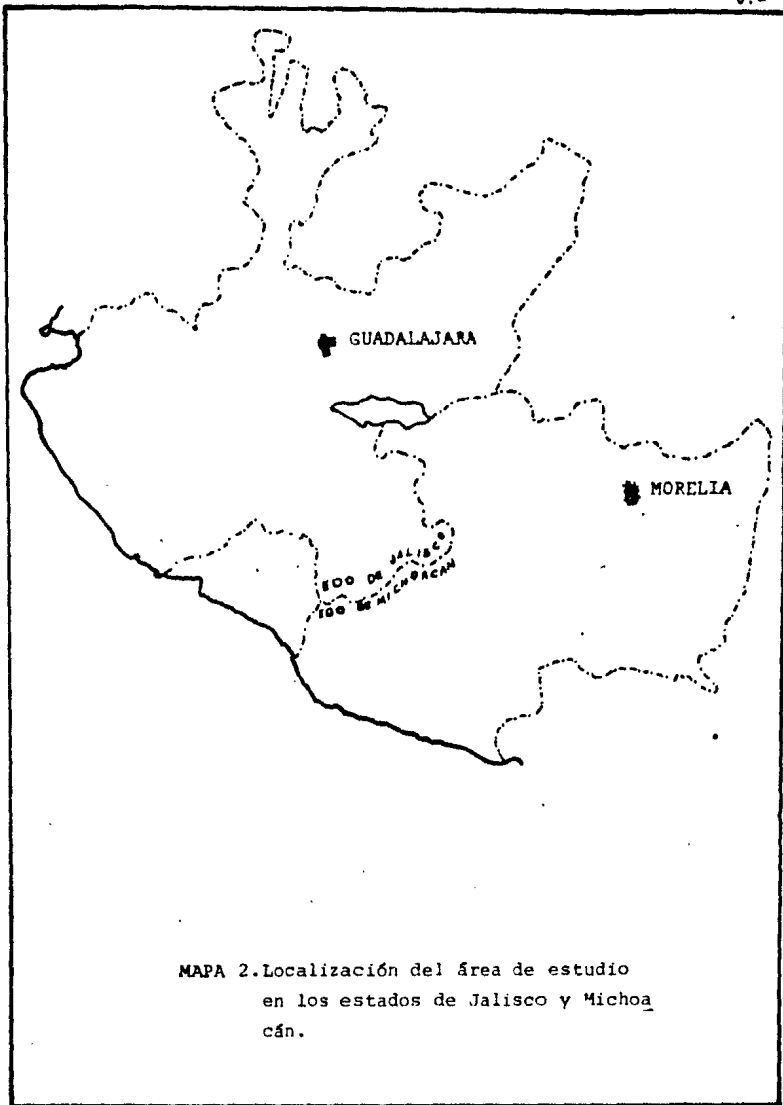 GUADALAJARA
MORELIA
EDO DE JALISCO
EDO DE MICHOACAN
MAPA 2.Localización del área de estudio
en los estados de Jalisco y Michoa
cán.